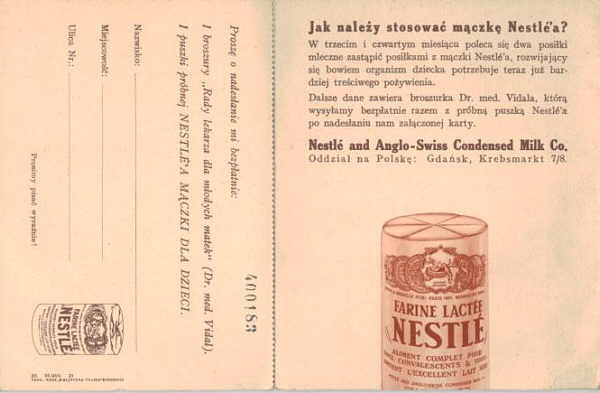 Proszę o nadesłanie mi bezpłatnie:
1 broszury „Rady lekarza dla młodych matek" (Dr. med. Vidal).
1 puszki próbnej NESTLÉ'A MĄCZKI DLA DZIECI.
Nazwisko:
Miejscowość:
Ulica Nr.:
Prosimy pisać wyraźnie!
400183
FARINE LACTÉE
NESTLÉ
Jak należy stosować mączkę Nestlé'a?
W trzecim i czwartym miesiącu poleca się dwa posiłki
mleczne zastąpić posiłkami z mączki Nestlé'a, rozwijający
się bowiem organizm dziecka potrzebuje teraz już bar-
dziej treściwego pożywienia.
Dalsze dane zawiera broszurka Dr. med. Vidala, którą
wysyłamy bezpłatnie razem z próbną puszką Nestlé'a
po nadesłaniu nam załączonej karty.
Nestlé and Anglo-Swiss Condensed Milk Co.
Oddział na Polskę: Gdańsk, Krebsmarkt 7/8.
FARINE LACTÉE
NESTLÉ
ALIMENT COMPLET POUR
CONVALESCENTS &
L'EXCELLENT LAIT